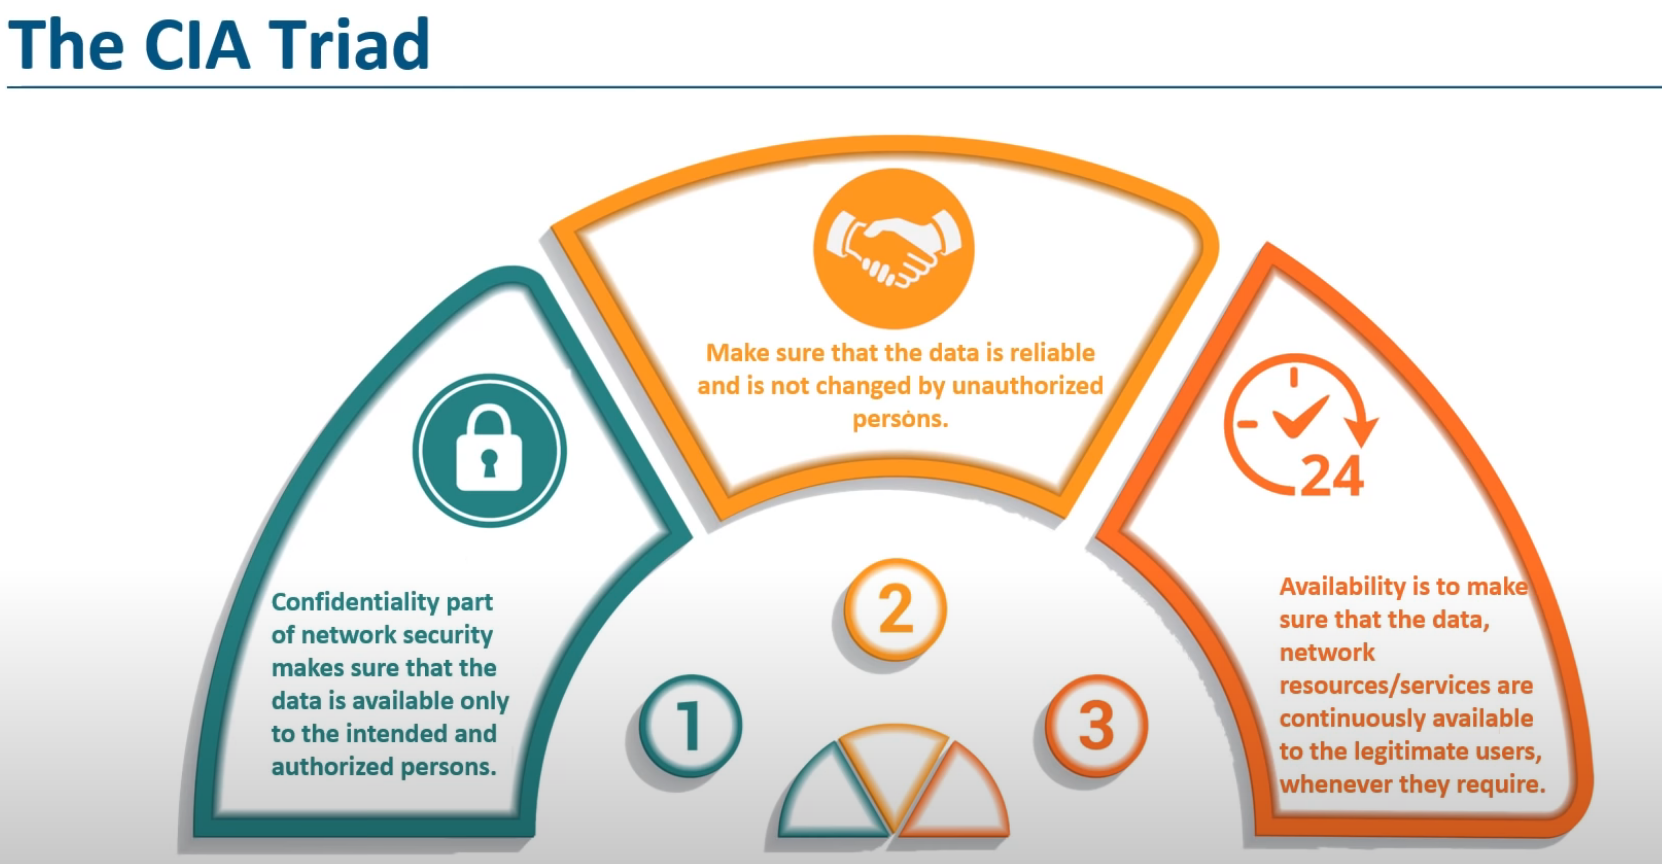 The CIA Triad
Make sure that the data is reliable
and is not changed by unauthorized
persons.
24
Confidentiality part
of network security
makes sure that the
data is available only
to the intended and
authorized persons.
Availability is to make
sure that the data,
network
resources/services are
continuously available
to the legitimate users,
whenever they require.
1
2
3